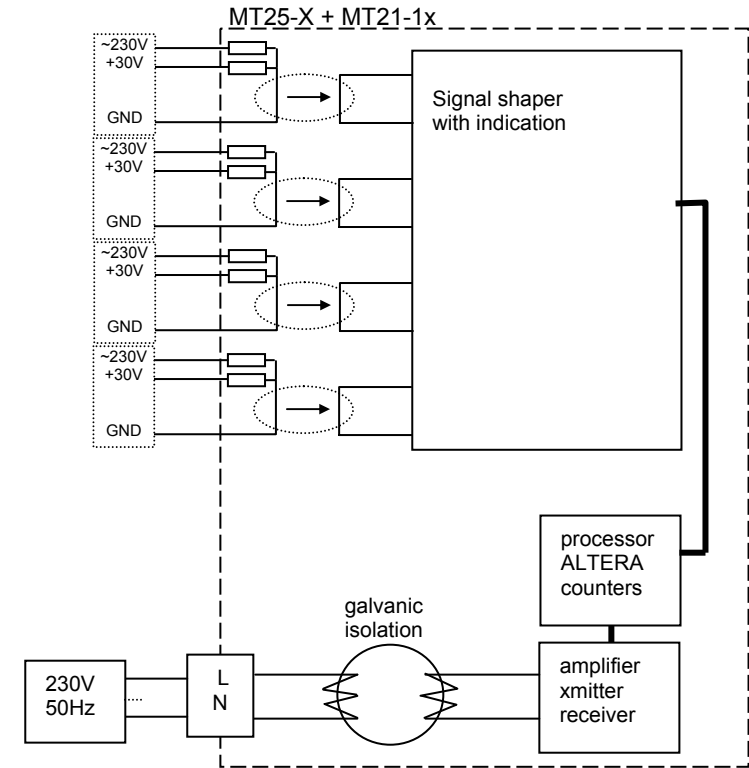 MT25-X + MT21-1x
~230V
+30V
GND
~230V
+30V
GND
~230V
+30V
GND
~230V
+30V
GND
Signal shaper
with indication
processor
ALTERA
counters
galvanic
isolation
230V
50Hz
.....
L
N
amplifier
xmitter
receiver